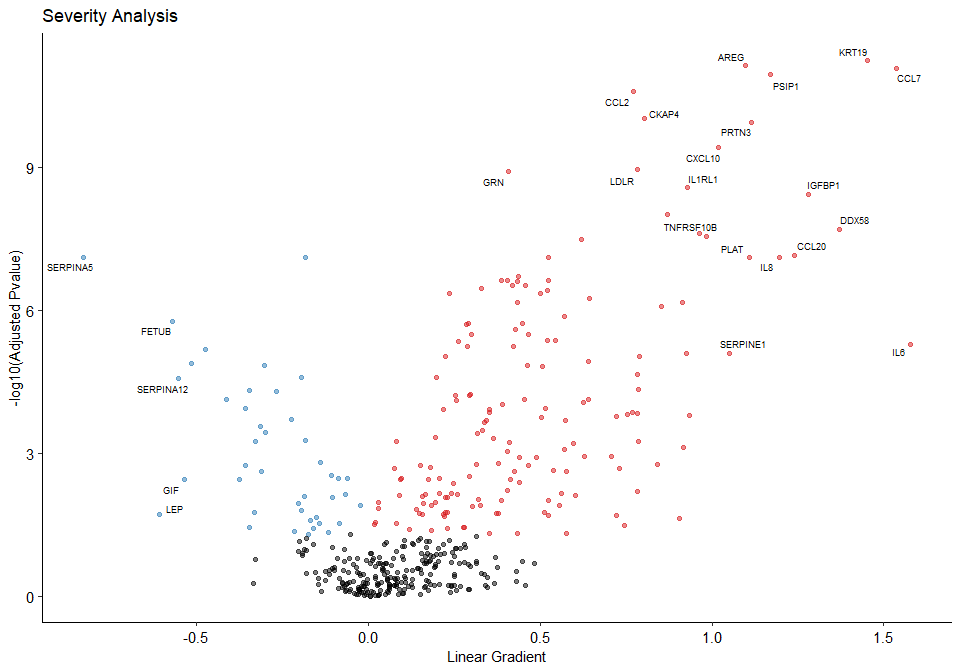 Severity Analysis
KRT19
AREG
CCL7
PSIP1
CCL2
CKAP4
PRTN3
CXCL10
9
GRN
LDLR
IL1RL1
IGFBP1
DDX58
TNFRSF10B
CCL20
PLAT
IL8
SERPINA5
-log10(Adjusted Pvalue)
6
FETUB
SERPINE1
IL6
SERPINA12
3
GIF
LEP
0
-0.5
0.0
0.5
1.0
1.5
Linear Gradient